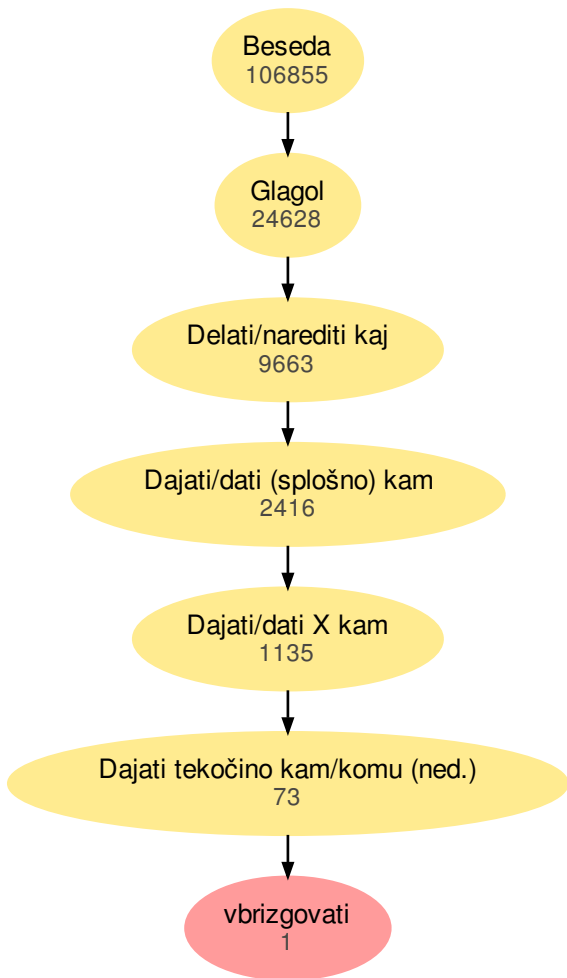 Beseda
106855
Glagol
24628
Delati/narediti kaj
9663
Dajati/dati (splošno) kam
2416
Dajati/dati X kam
1135
Dajati tekočino kam/komu (ned.)
73
vbrizgovati
1